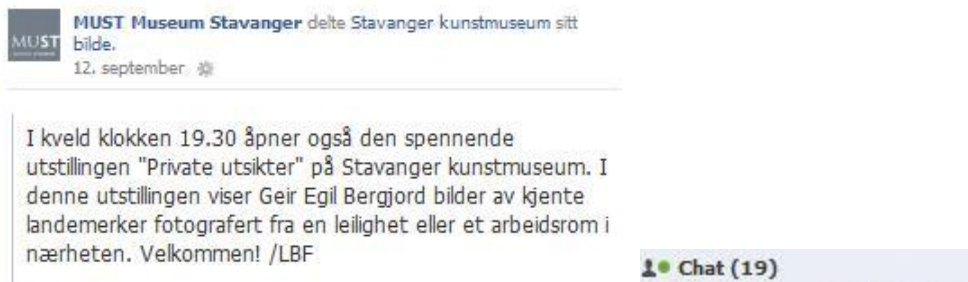 MUST
MUST Museum Stavanger delte Stavanger kunstmuseum sitt
bilde.
12. september
I kveld klokken 19.30 åpner også den spennende
utstillingen "Private utsikter" på Stavanger kunstmuseum. I
denne utstillingen viser Geir Egil Bergjord bilder av kjente
landemerker fotografert fra en leilighet eller et arbeidsrom i
nærheten. Velkommen! /LBF
Chat (19)